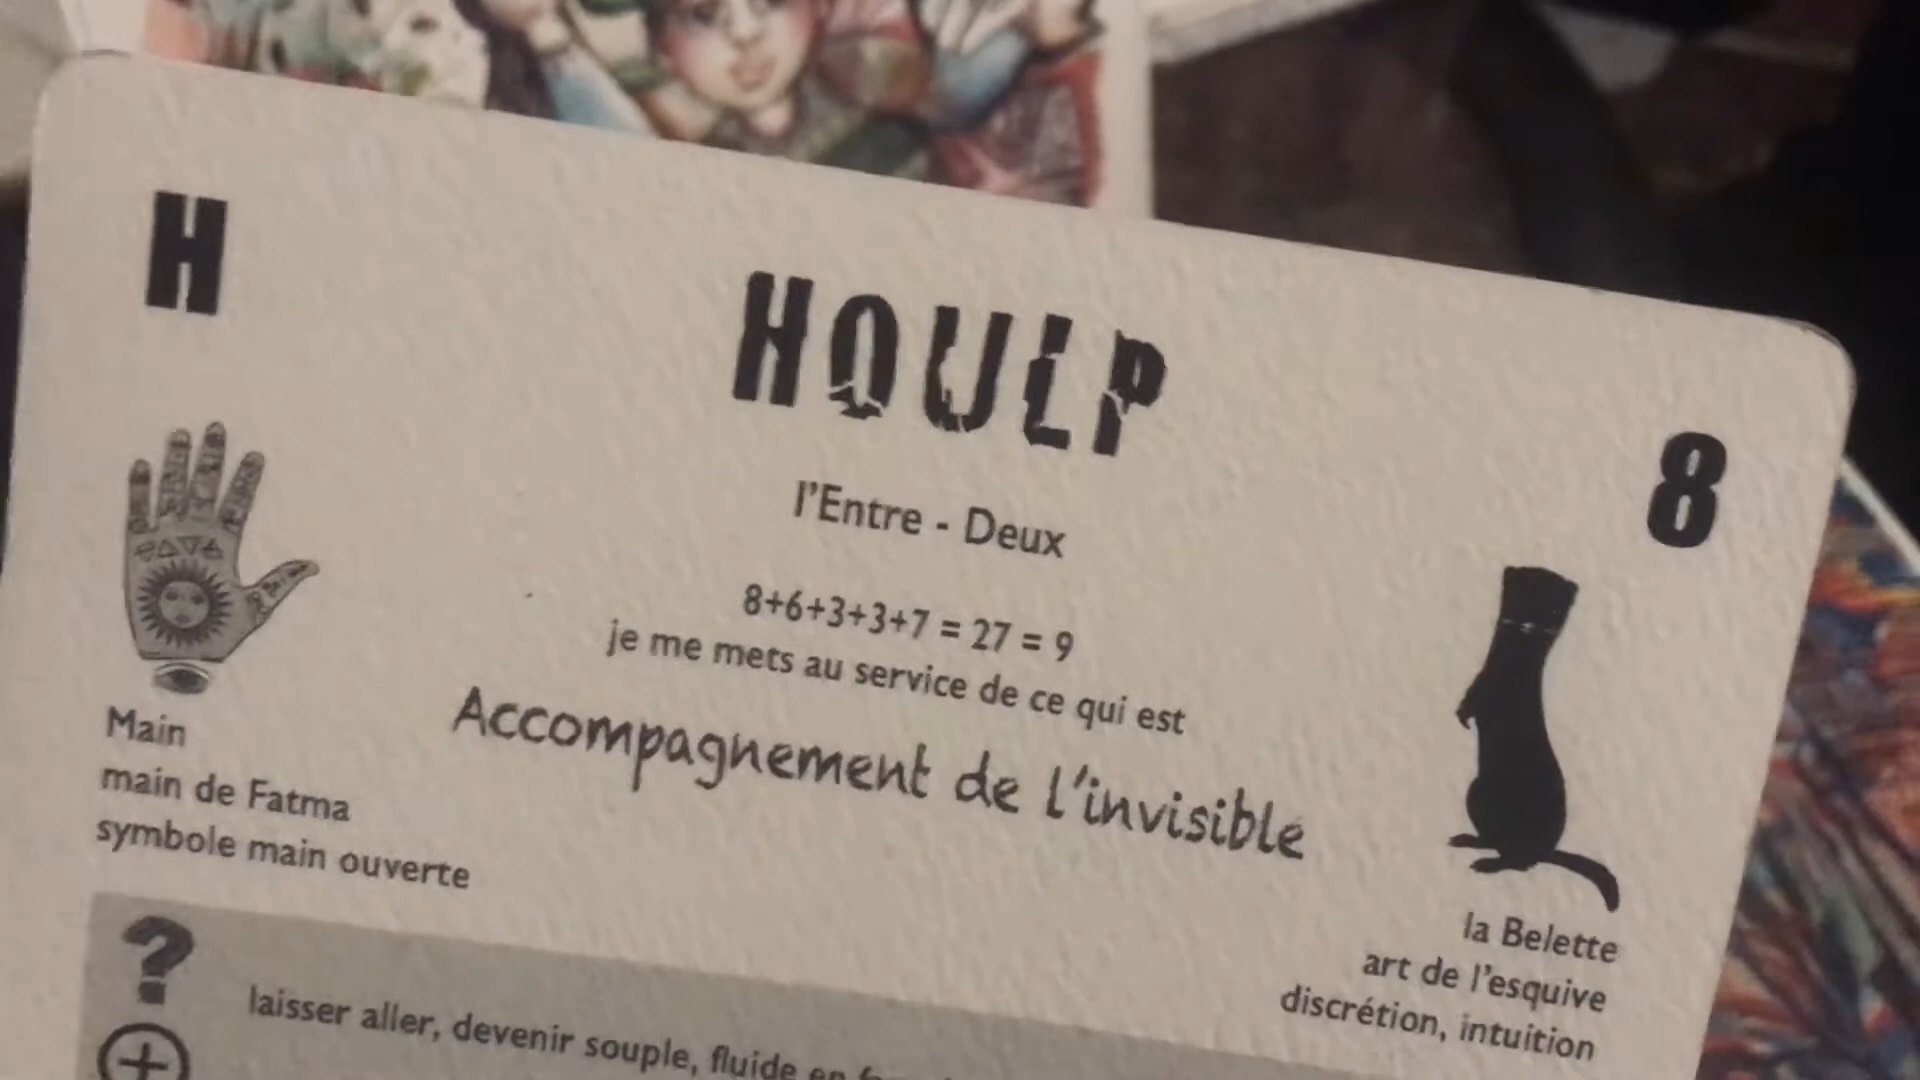 H
HOULP
8
l'Entre - Deux
8+6+3+3+7 = 27 = 9
je me mets au service de ce qui est
Accompagnement de l'invisible
Main
main de Fatma
symbole main ouverte
la Belette
art de l'esquive
discrétion, intuition
?
laisser aller, devenir souple, fluide en